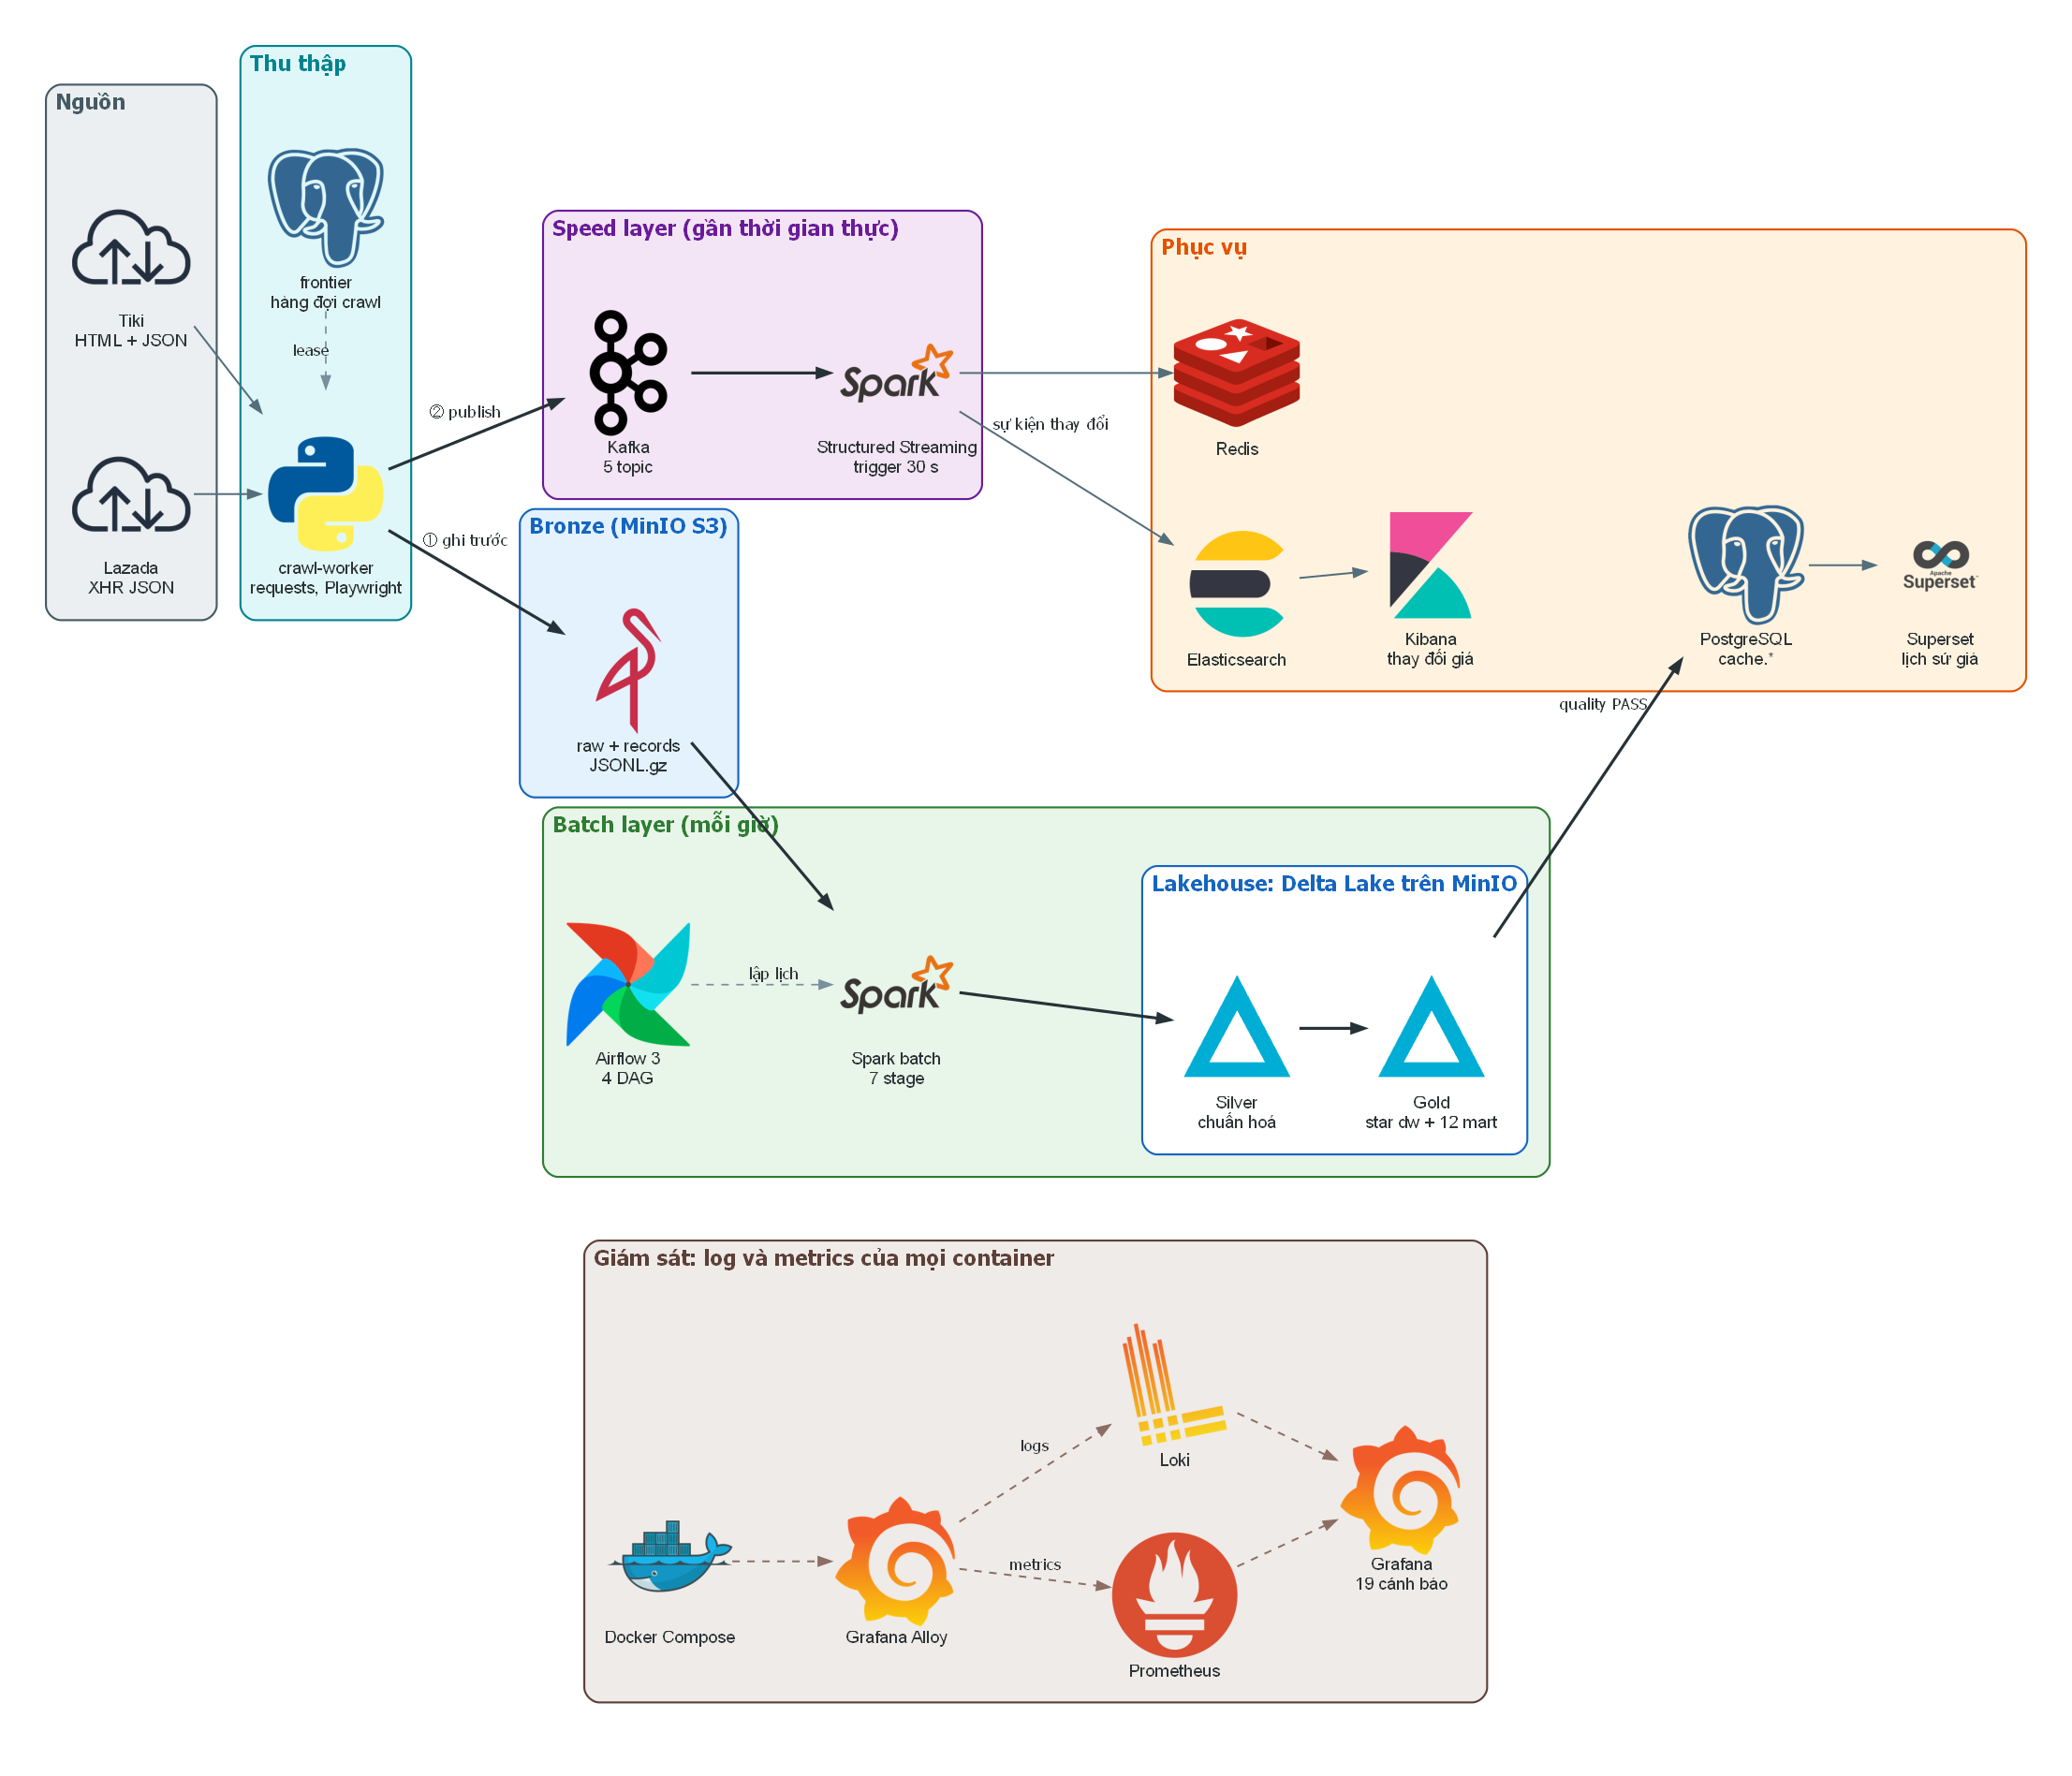 Thu thập
Nguồn
frontier
hàng đợi crawl
Tiki
HTML + JSON
lease
Lazada
XHR JSON
crawl-worker
requests, Playwright
② publish
① ghi trước
Speed layer (gần thời gian thực)
Kafka
5 topic
Spark
Structured Streaming
trigger 30 s
sự kiện thay đổi
Bronze (MinIO S3)
raw + records
JSONL.gz
Phục vụ
Redis
Elasticsearch
Kibana
thay đổi giá
PostgreSQL
cache.*
Apache
Superset
Superset
lịch sử giá
quality PASS
Batch layer (mỗi giờ)
Airflow 3
4 DAG
lập lịch
Spark
Spark batch
7 stage
Lakehouse: Delta Lake trên MinIO
Silver
chuẩn hoá
Gold
star dw + 12 mart
Giám sát: log và metrics của mọi container
Docker Compose
Grafana Alloy
logs
metrics
Loki
Prometheus
Grafana
19 cảnh báo